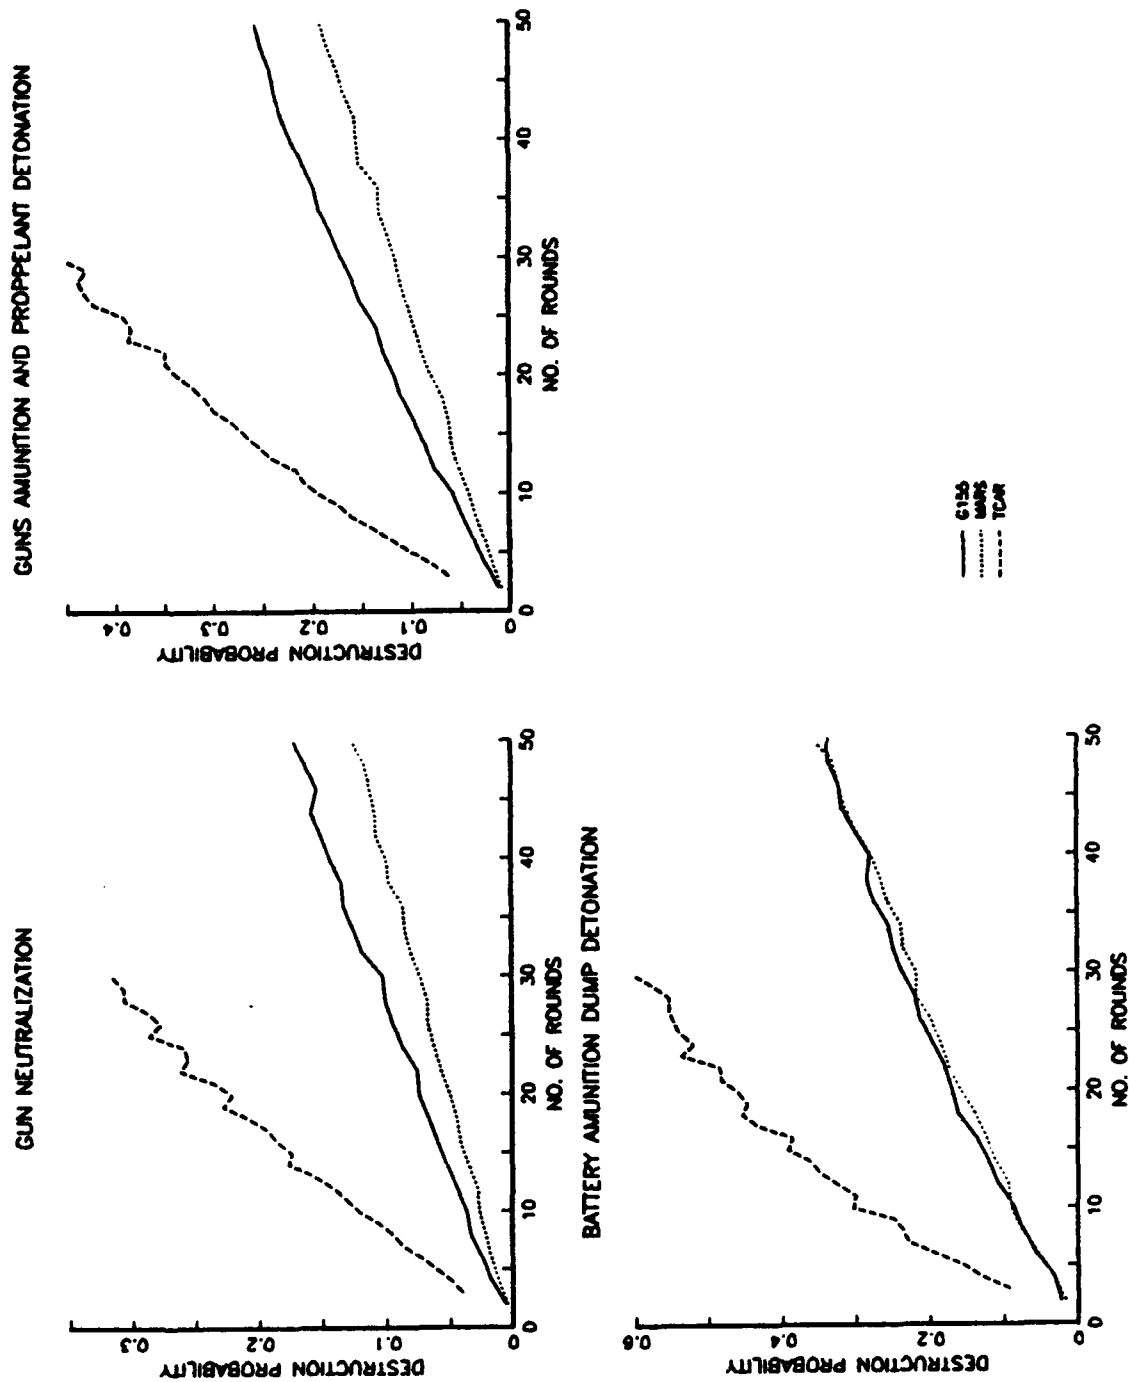 GUN NEUTRALIZATION
DESTRUCTION PROBABILITY
0.3
0.2
0.1
0
0 10 20 30 40 50
NO. OF ROUNDS
GUNS AMUNITION AND PROPPELANT DETONATION
DESTRUCTION PROBABILITY
0.4
0.3
0.2
0.1
0
0 10 20 30 40 50
NO. OF ROUNDS
BATTERY AMUNITION DUMP DETONATION
DESTRUCTION PROBABILITY
0.6
0.4
0.2
0
0 10 20 30 40 50
NO. OF ROUNDS
G155
MARS
TCAR